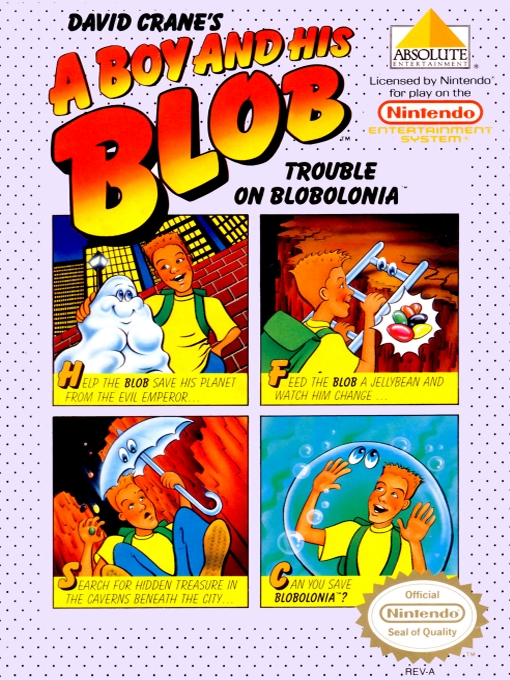 DAVID CRANE'S
A BOY AND HIS
BLOB™
TROUBLE
ON BLOBOLONIA™
ABSOLUTE
ENTERTAINMENT®
Licensed by Nintendo®
for play on the
Nintendo
ENTERTAINMENT
SYSTEM®
HELP THE BLOB SAVE HIS PLANET
FROM THE EVIL EMPEROR...
FEED THE BLOB A JELLYBEAN AND
WATCH HIM CHANGE...
SEARCH FOR HIDDEN TREASURE IN
THE CAVERNS BENEATH THE CITY...
CAN YOU SAVE
BLOBOLONIA™?
Official
Nintendo
Seal of Quality
REV-A